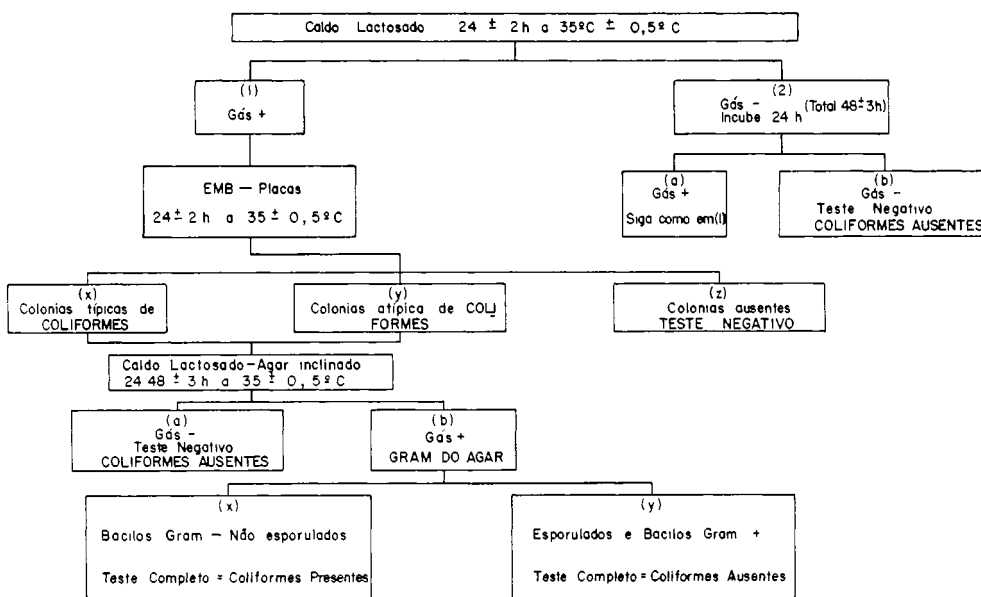 Caldo Lactosado 24 ± 2h a 35ºC ± 0,5º C
(1)
Gás +
(2)
Gás - (Total 48±3h)
Incube 24 h
EMB — Placas
24± 2 h a 35 ± 0,5º C
(a)
Gás +
Siga como em(1)
(b)
Gás -
Teste Negativo
COLIFORMES AUSENTES
(x)
Colonias típicas de
COLIFORMES
(y)
Colonias atípica de COLI
FORMES
(z)
Colonias ausentes
TESTE NEGATIVO
Caldo Lactosado-Agar inclinado
24 48 ± 3 h a 35 ± 0,5º C
(a)
Gás -
Teste Negativo
COLIFORMES AUSENTES
(b)
Gás +
GRAM DO AGAR
(x)
Bacilos Gram — Não esporulados
Teste Completo = Coliformes Presentes
(y)
Esporulados e Bacilos Gram +
Teste Completo = Coliformes Ausentes